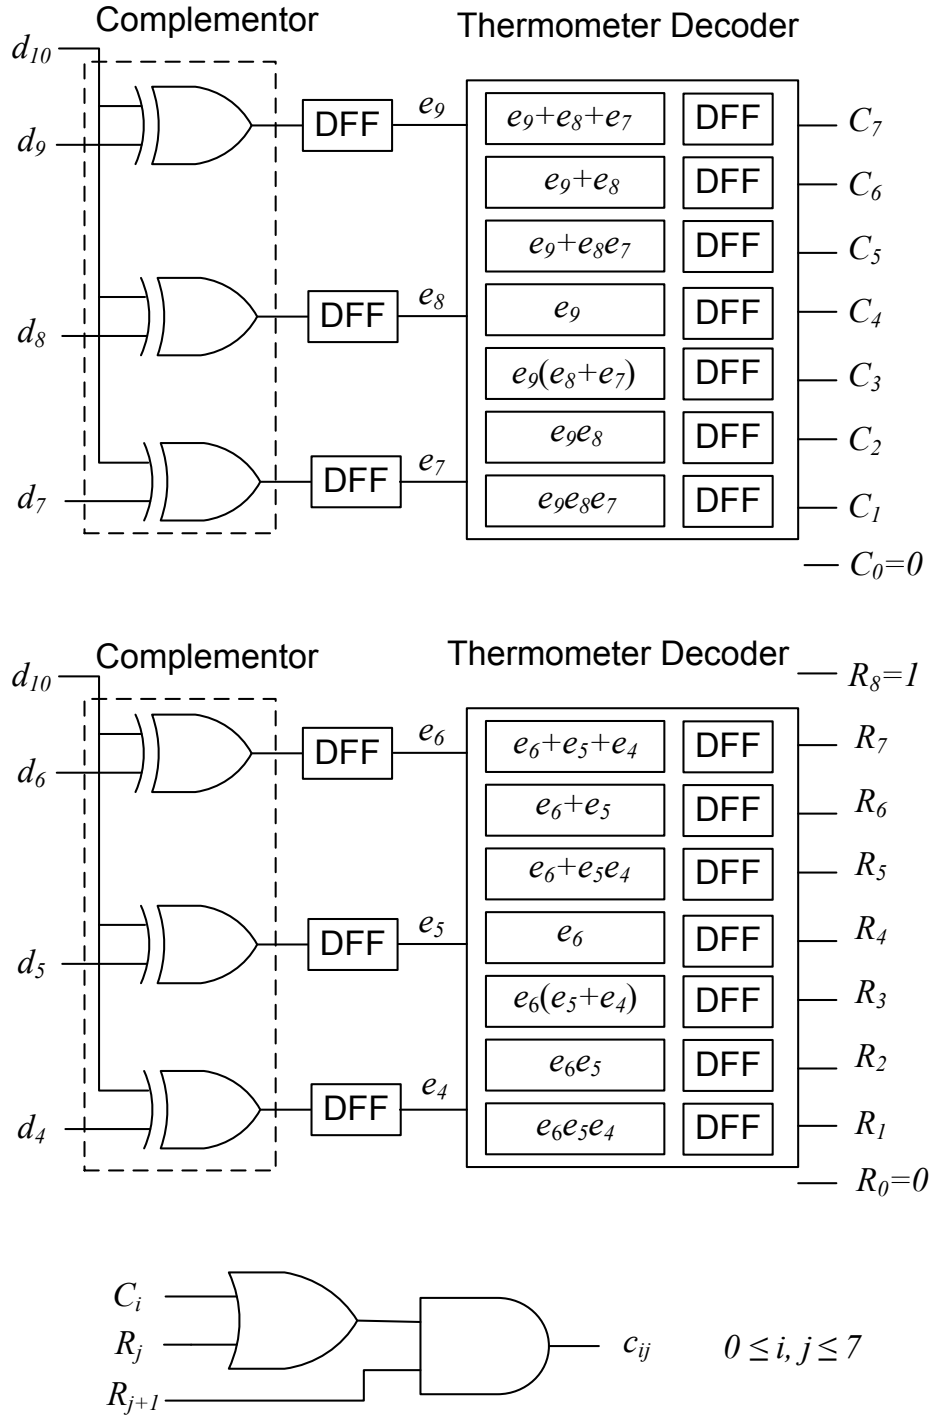 Complementor Thermometer Decoder
d10
d9 DFF e9 e9+e8+e7 DFF C7
e9+e8 DFF C6
e9+e8e7 DFF C5
d8 DFF e8 e9 DFF C4
e9(e8+e7) DFF C3
e9e8 DFF C2
d7 DFF e7 e9e8e7 DFF C1
C0=0
Complementor Thermometer Decoder
d10 R8=1
d6 DFF e6 e6+e5+e4 DFF R7
e6+e5 DFF R6
e6+e5e4 DFF R5
d5 DFF e5 e6 DFF R4
e6(e5+e4) DFF R3
e6e5 DFF R2
d4 DFF e4 e6e5e4 DFF R1
R0=0
Ci
Rj cij 0 ≤ i, j ≤ 7
Rj+1